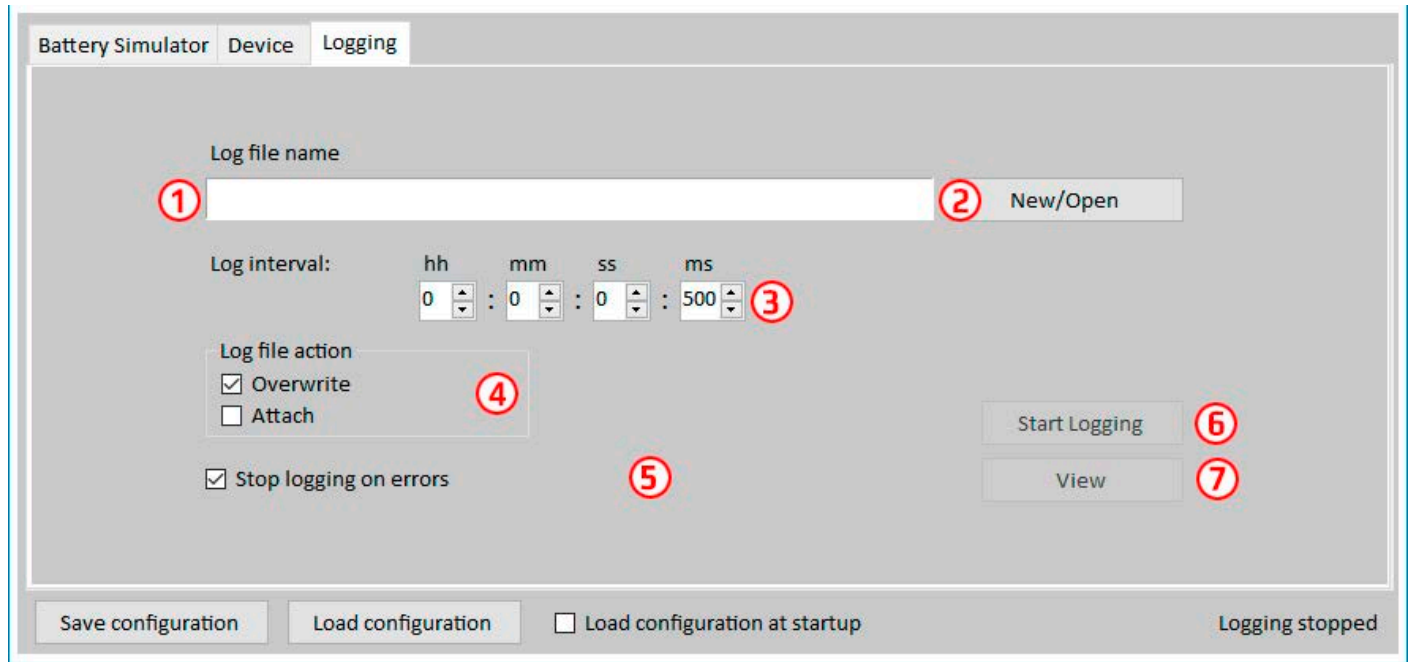 Battery Simulator Device Logging
Log file name
① ② New/Open
Log interval: hh mm ss ms
0 : 0 : 0 : 500 ③
Log file action
Overwrite ④
Attach
Start Logging ⑥
Stop logging on errors ⑤ View ⑦
Save configuration Load configuration Load configuration at startup Logging stopped